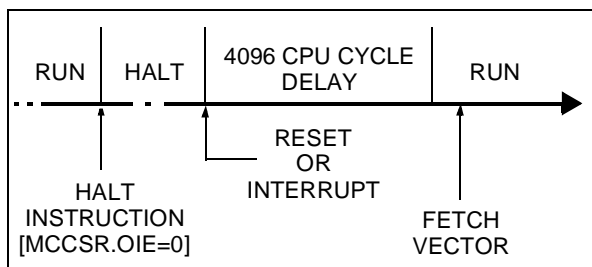 RUN
HALT
4096 CPU CYCLE
DELAY
RUN
RESET
OR
INTERRUPT
HALT
INSTRUCTION
[MCCSR.OIE=0]
FETCH
VECTOR